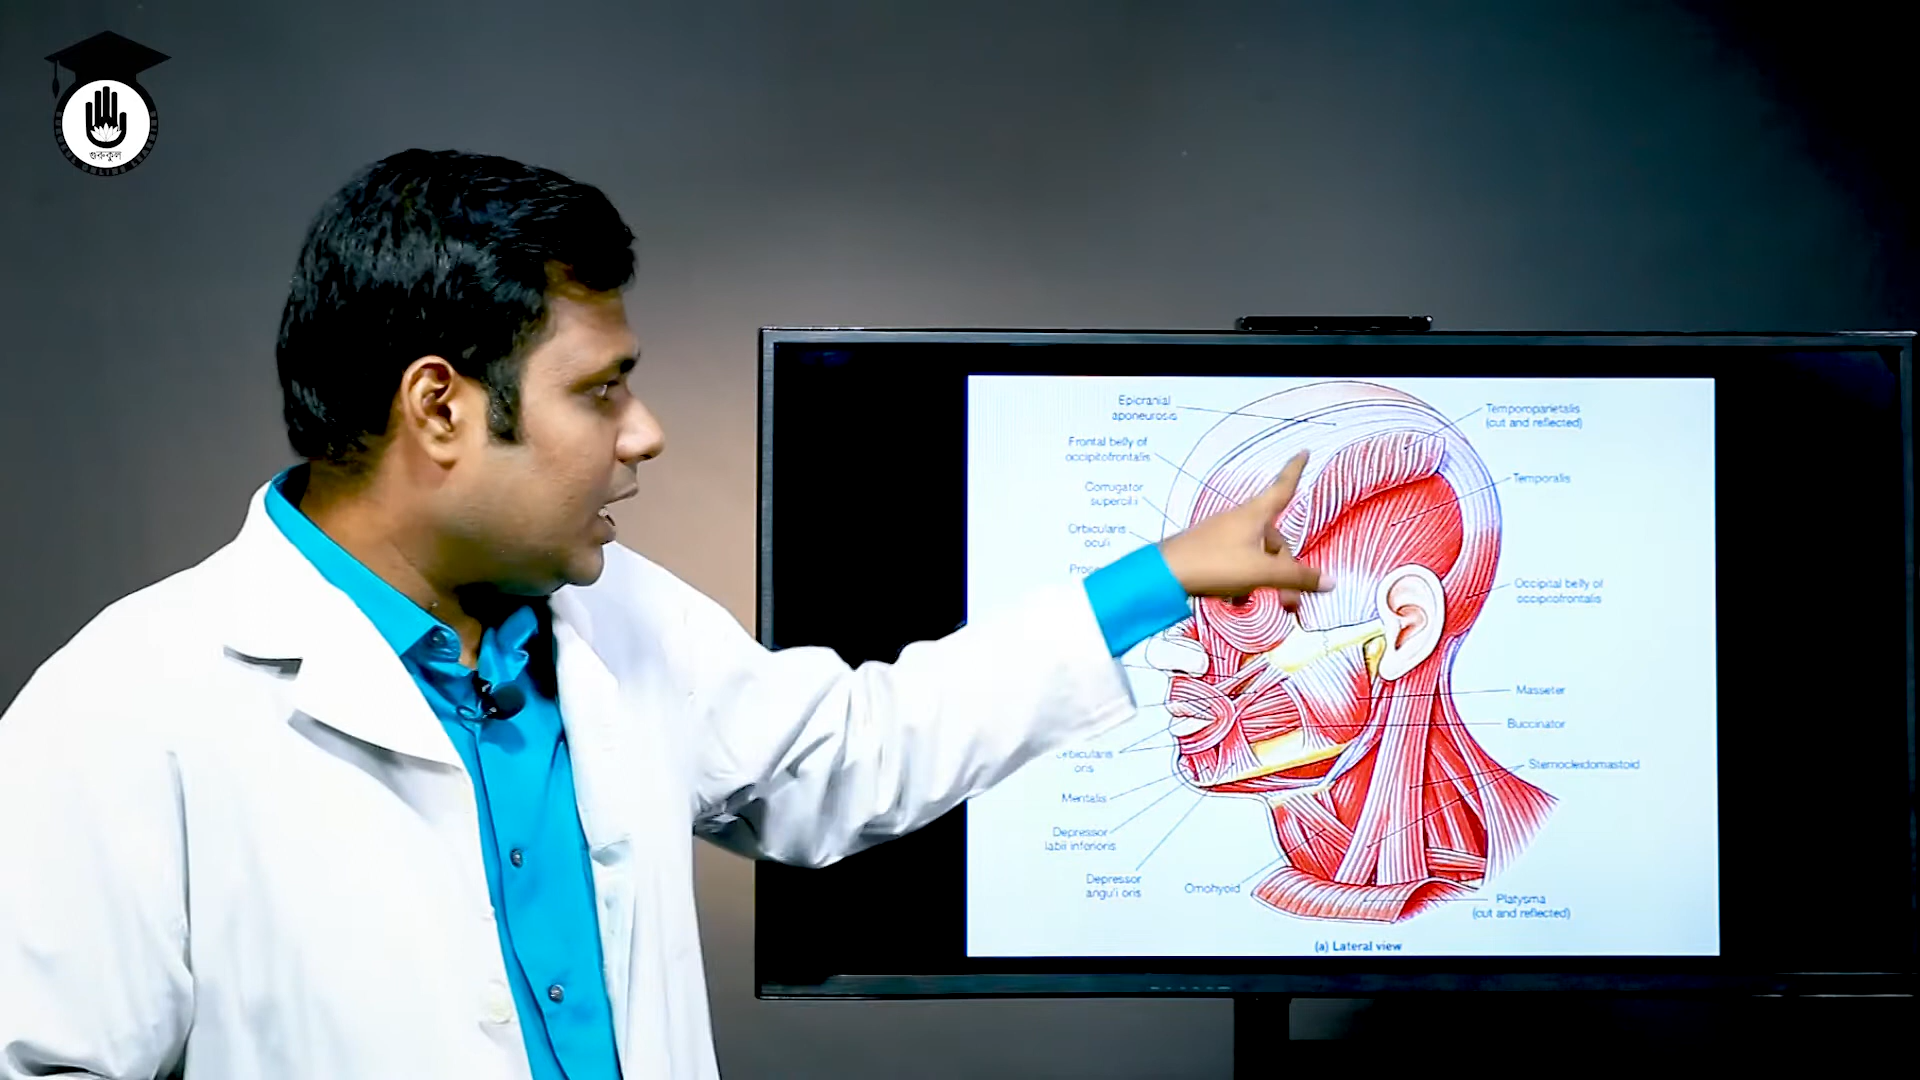 গুরুকুল
Epicranial
aponeurosis
Temporoparietalis
(cut and reflected)
Frontal belly of
occipitofrontalis
Temporalis
Corrugator
supercilii
Orbicularis
oculi
Occipital belly of
occipitofrontalis
Masseter
Buccinator
Orbicularis
oris
Sternocleidomastoid
Mentalis
Depressor
labii inferioris
Depressor
anguli oris
Omohyoid
Platysma
(cut and reflected)
(a) Lateral view